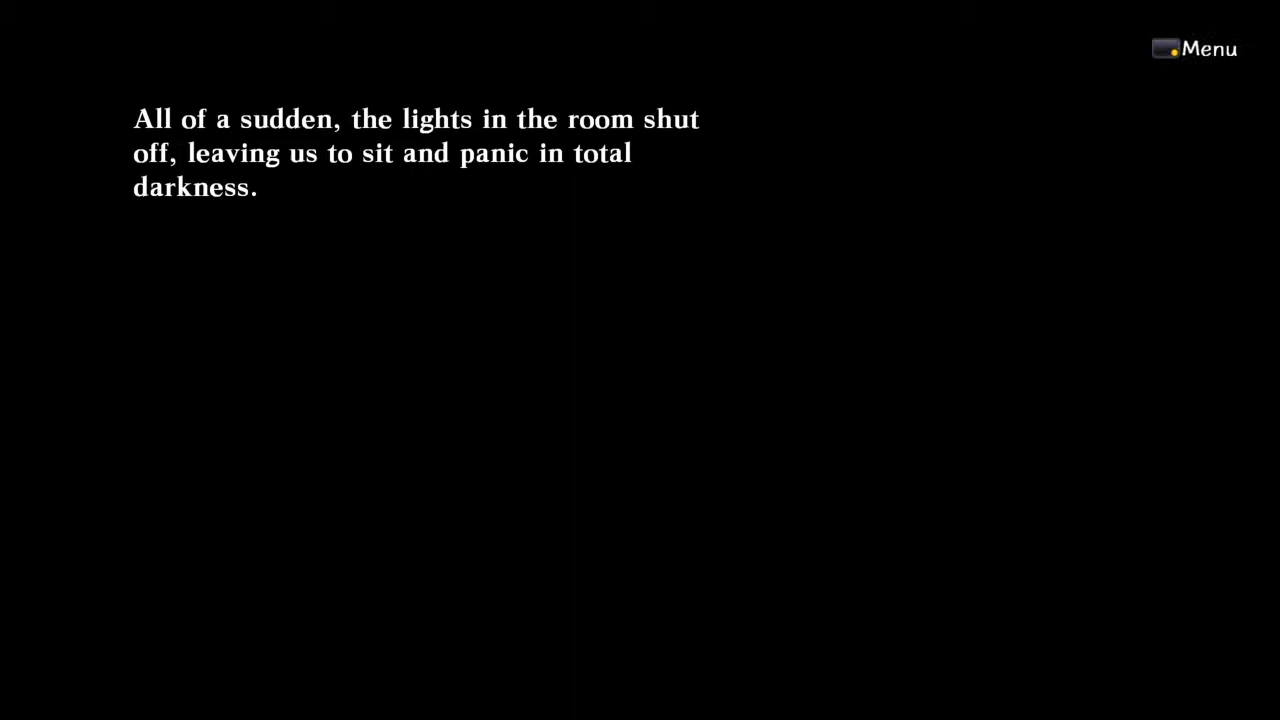 Menu
All of a sudden, the lights in the room shut
off, leaving us to sit and panic in total
darkness.